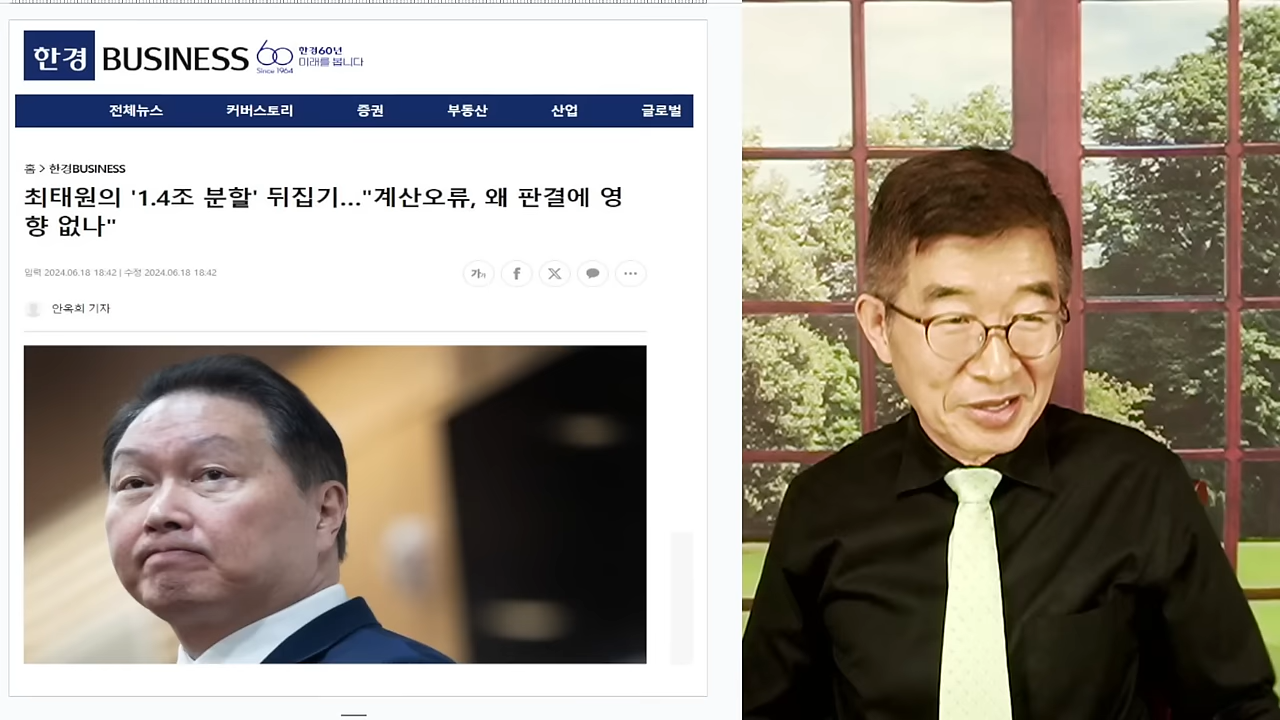 한경 BUSINESS 60 Since 1964 한경60년 미래를 봅니다
전체뉴스 커버스토리 증권 부동산 산업 글로벌
홈 > 한경BUSINESS
최태원의 '1.4조 분할' 뒤집기..."계산오류, 왜 판결에 영
향 없나"
입력 2024.06.18 18:42 | 수정 2024.06.18 18:42
가가
안옥희 기자